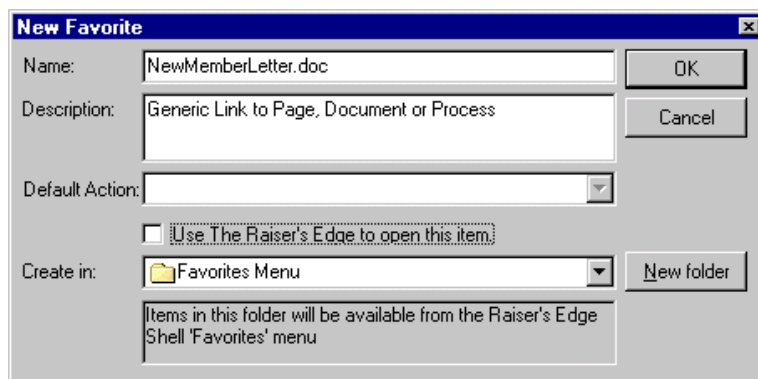 New Favorite
Name:
NewMemberLetter.doc
OK
Description:
Generic Link to Page, Document or Process
Cancel
Default Action:
Use The Raiser's Edge to open this item.
Create in:
Favorites Menu
New folder
Items in this folder will be available from the Raiser's Edge
Shell 'Favorites' menu